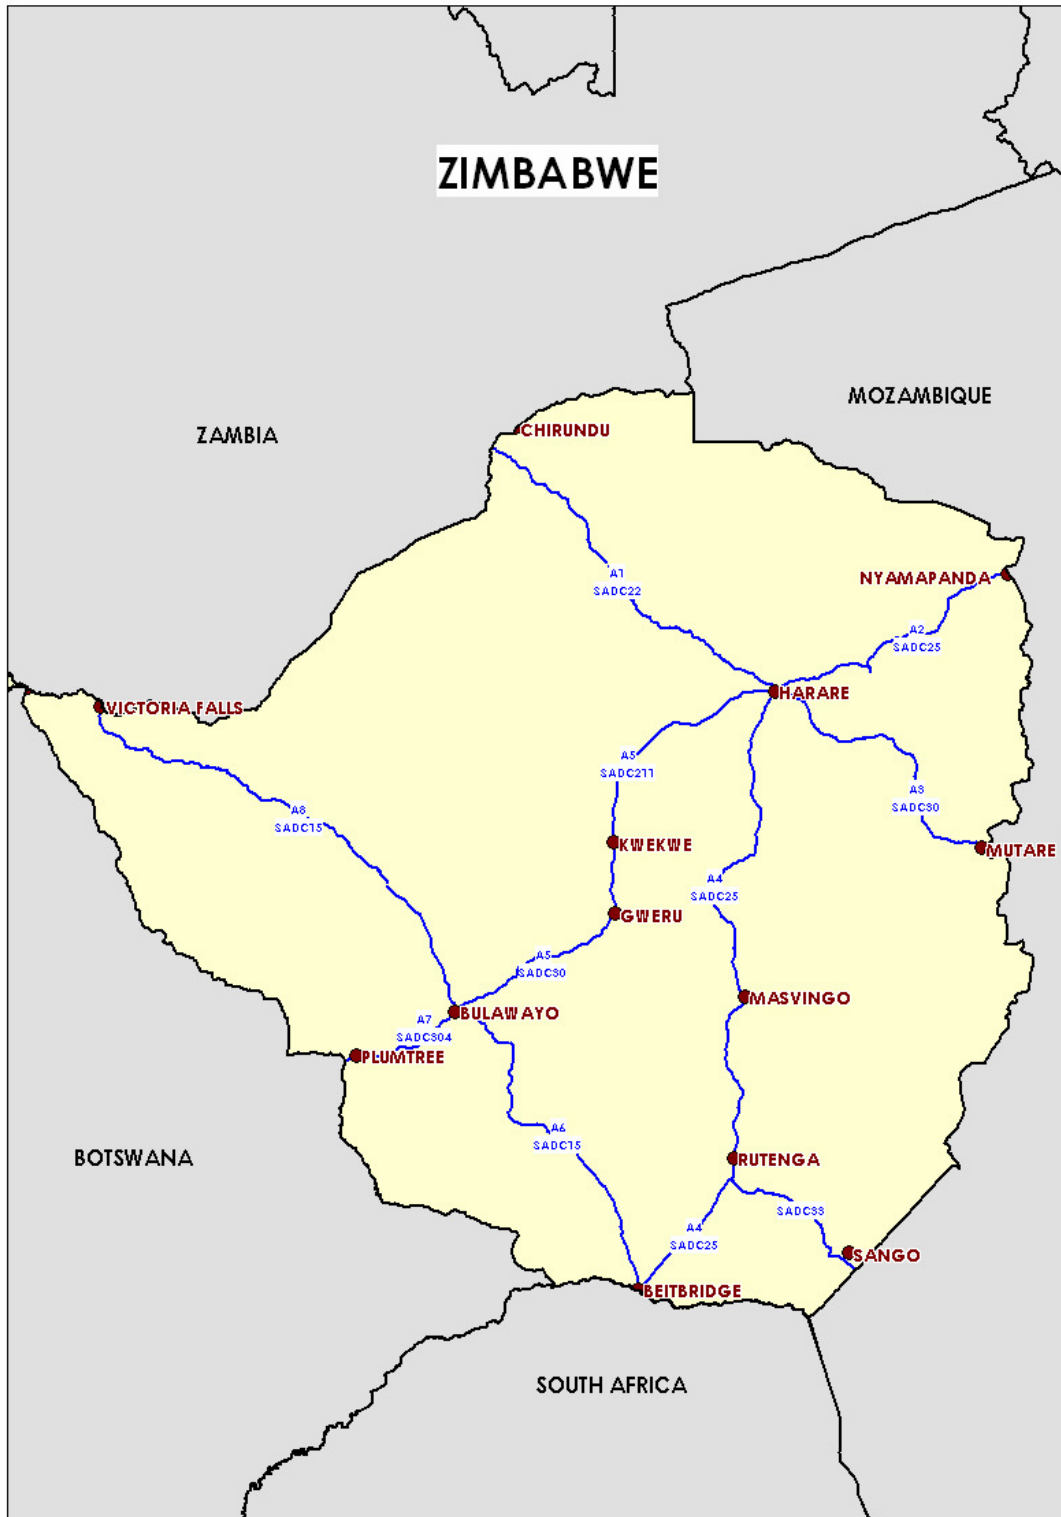 ZIMBABWE
MOZAMBIQUE
ZAMBIA
CHIRUNDU
A1
SADC22
NYAMAPANDA
A2
SADC25
HARARE
VICTORIA FALLS
A5
SADC211
A3
SADC30
A8
SADC15
KWEKWE
MUTARE
A4
SADC25
GWERU
A5
SADC30
MASVINGO
BULAWAYO
A7
SADC304
PLUMTREE
A6
SADC15
BOTSWANA
RUTENGA
SADC33
A4
SADC25
SANGO
BEITBRIDGE
SOUTH AFRICA